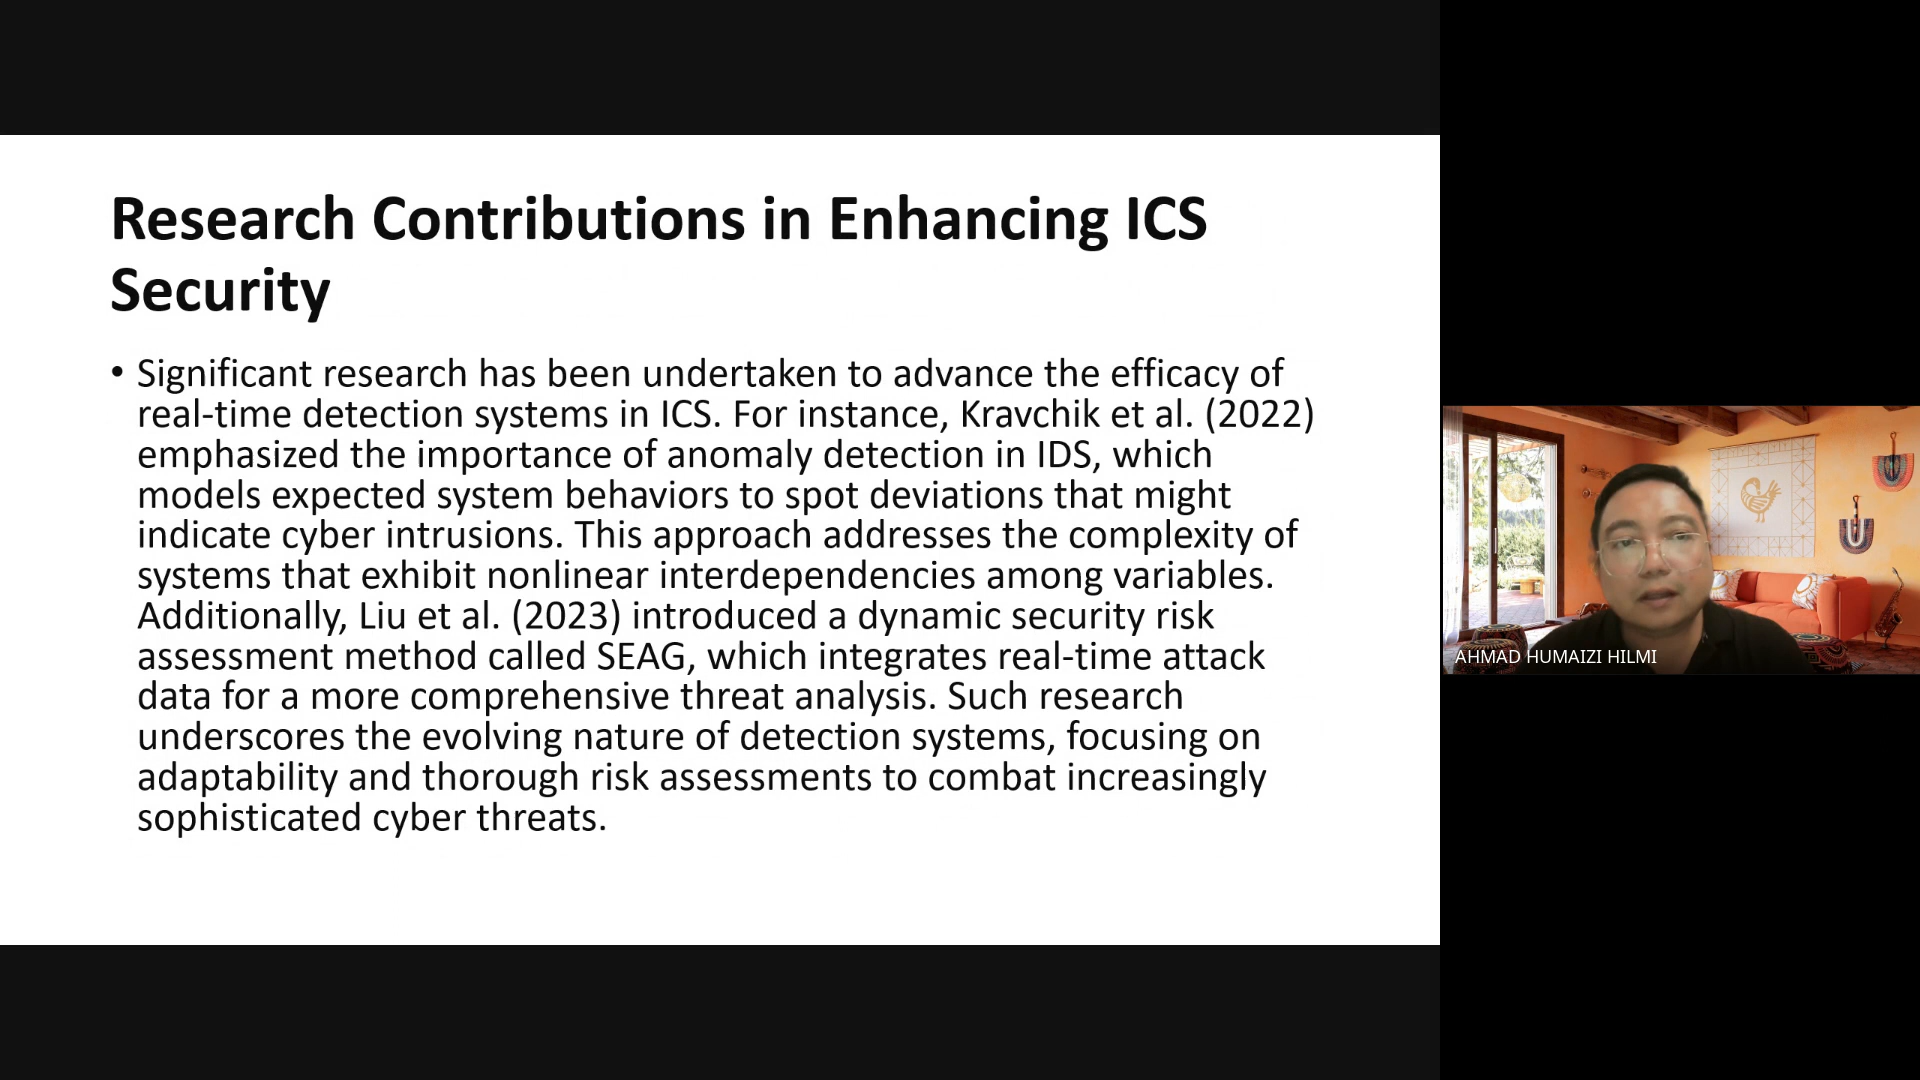 Research Contributions in Enhancing ICS
Security
• Significant research has been undertaken to advance the efficacy of
real-time detection systems in ICS. For instance, Kravchik et al. (2022)
emphasized the importance of anomaly detection in IDS, which
models expected system behaviors to spot deviations that might
indicate cyber intrusions. This approach addresses the complexity of
systems that exhibit nonlinear interdependencies among variables.
Additionally, Liu et al. (2023) introduced a dynamic security risk
assessment method called SEAG, which integrates real-time attack
data for a more comprehensive threat analysis. Such research
underscores the evolving nature of detection systems, focusing on
adaptability and thorough risk assessments to combat increasingly
sophisticated cyber threats.
AHMAD HUMAIZI HILMI